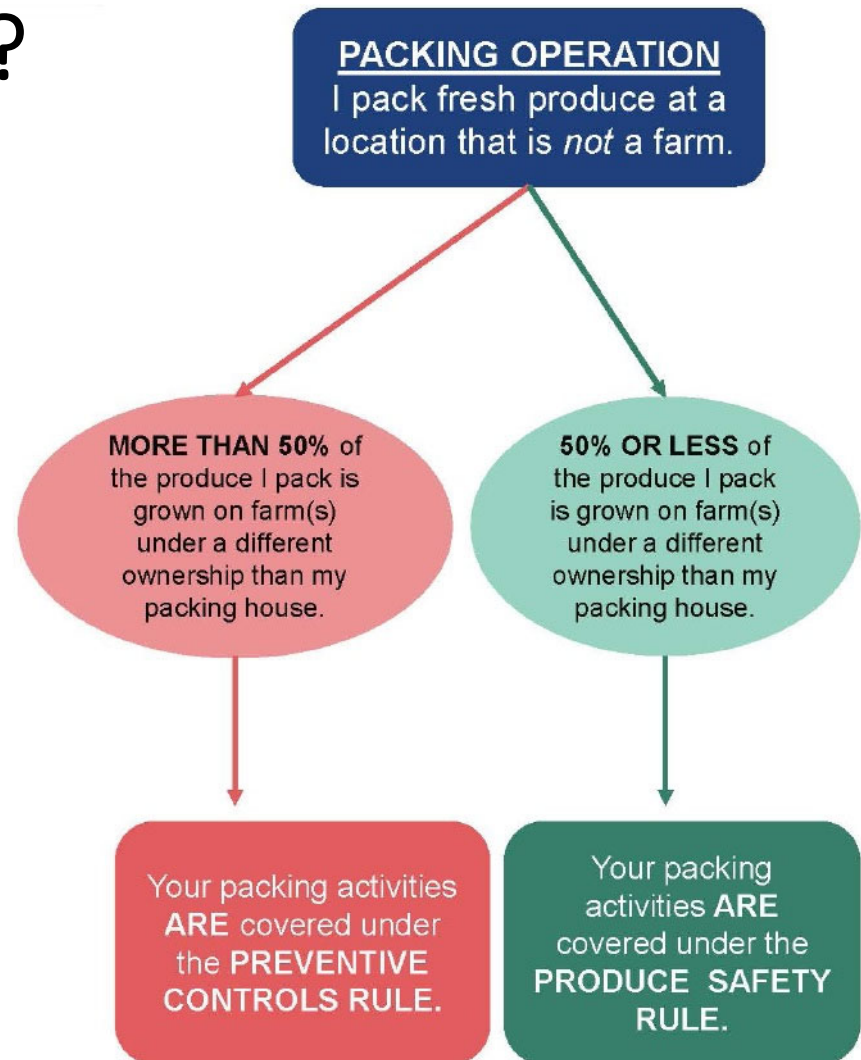 ?
PACKING OPERATION
I pack fresh produce at a
location that is not a farm.
MORE THAN 50% of
the produce I pack is
grown on farm(s)
under a different
ownership than my
packing house.
50% OR LESS of
the produce I pack
is grown on farm(s)
under a different
ownership than my
packing house.
Your packing activities
ARE covered under
the PREVENTIVE
CONTROLS RULE.
Your packing
activities ARE
covered under the
PRODUCE SAFETY
RULE.